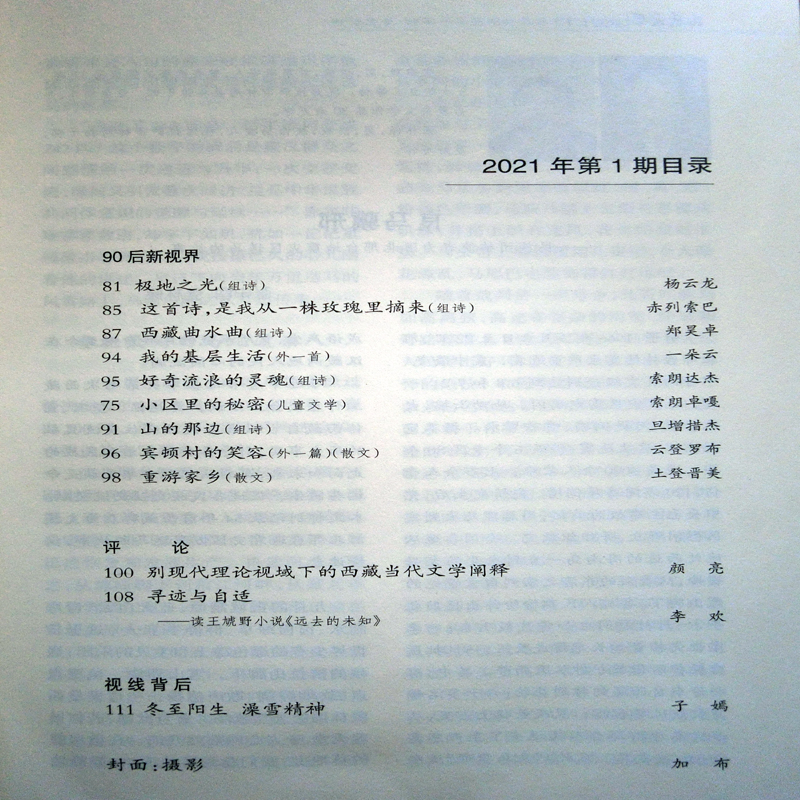 2021 年第 1 期目录
90 后新视界
81 极地之光(组诗) 杨云龙
85 这首诗，是我从一株玫瑰里摘来(组诗) 赤列索巴
87 西藏曲水曲(组诗) 郑昊卓
94 我的基层生活(外一首) 一朵云
95 好奇流浪的灵魂(组诗) 索朗达杰
75 小区里的秘密(儿童文学) 索朗卓嘎
91 山的那边(组诗) 旦增措杰
96 宾顿村的笑容(外一篇)(散文) 云登罗布
98 重游家乡(散文) 土登晋美
评 论
100 别现代理论视域下的西藏当代文学阐释 颜 亮
108 寻迹与自适
——读王虓野小说《远去的未知》 李 欢
视线背后
111 冬至阳生 澡雪精神 子 嫣
封面：摄影 加 布